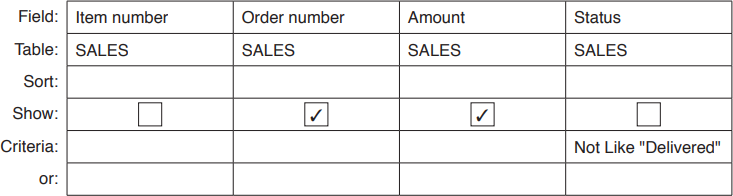 Field: Item number Order number Amount Status
Table: SALES SALES SALES SALES
Sort:
Show: ✓ ✓
Criteria: Not Like "Delivered"
or: